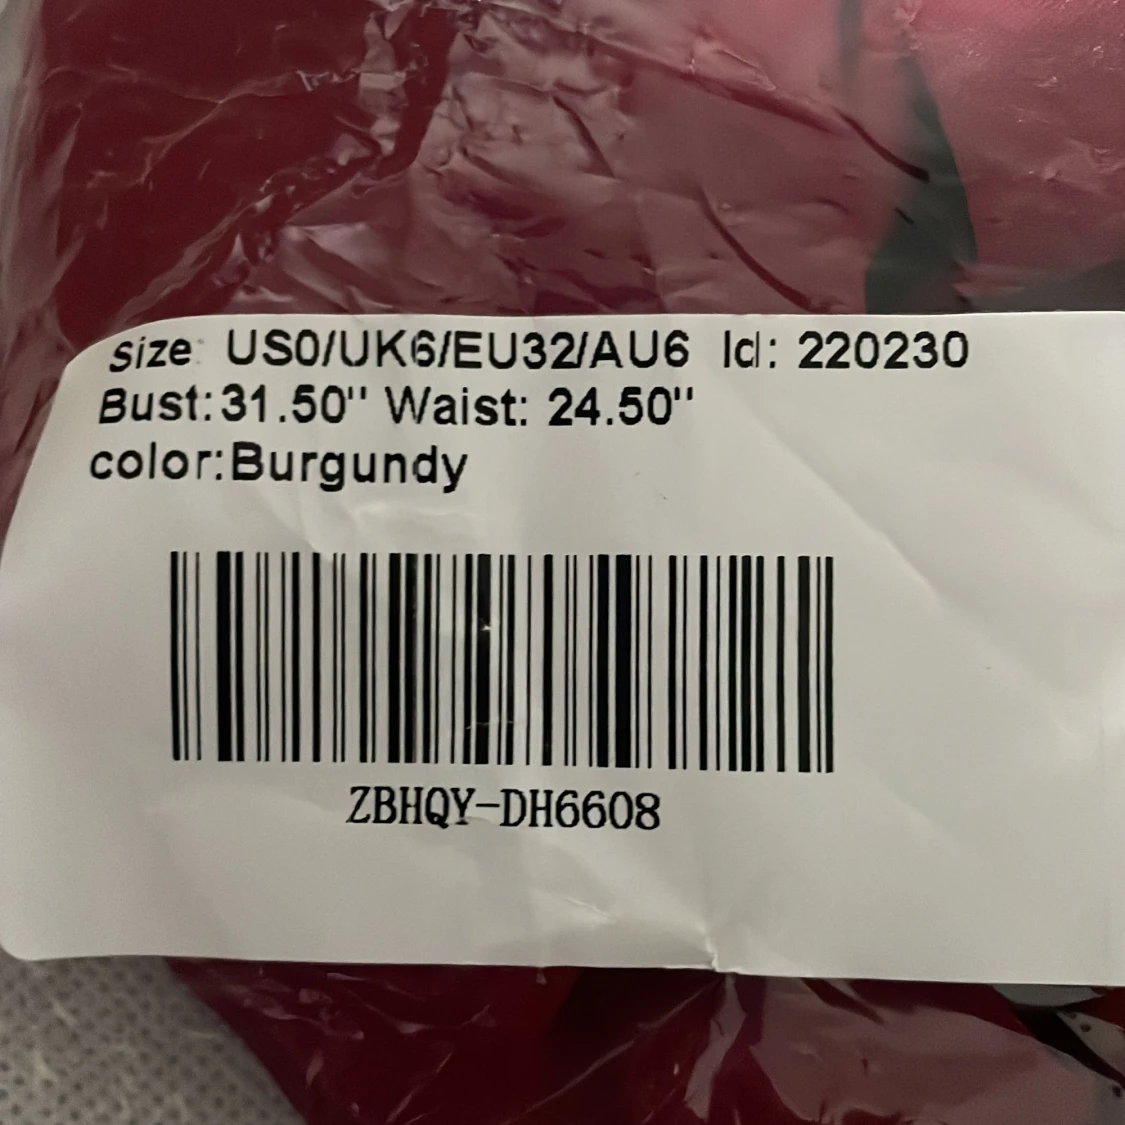 Size: US0/UK6/EU32/AU6 Id: 220230
Bust:31.50" Waist: 24.50"
color:Burgundy
ZBHQY-DH6608